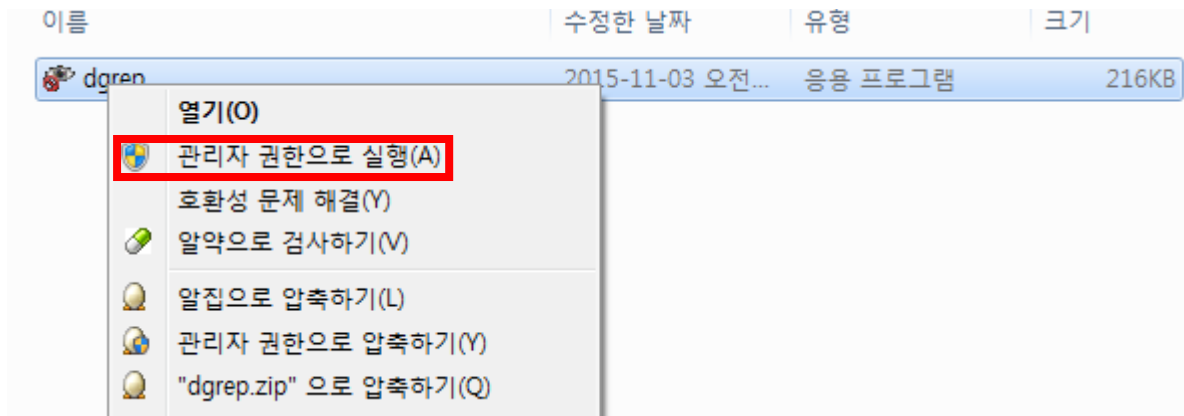 이름 수정한 날짜 유형 크기
dgrep 2015-11-03 오전... 응용 프로그램 216KB
열기(O)
관리자 권한으로 실행(A)
호환성 문제 해결(Y)
알약으로 검사하기(V)
알집으로 압축하기(L)
관리자 권한으로 압축하기(Y)
"dgrep.zip" 으로 압축하기(Q)